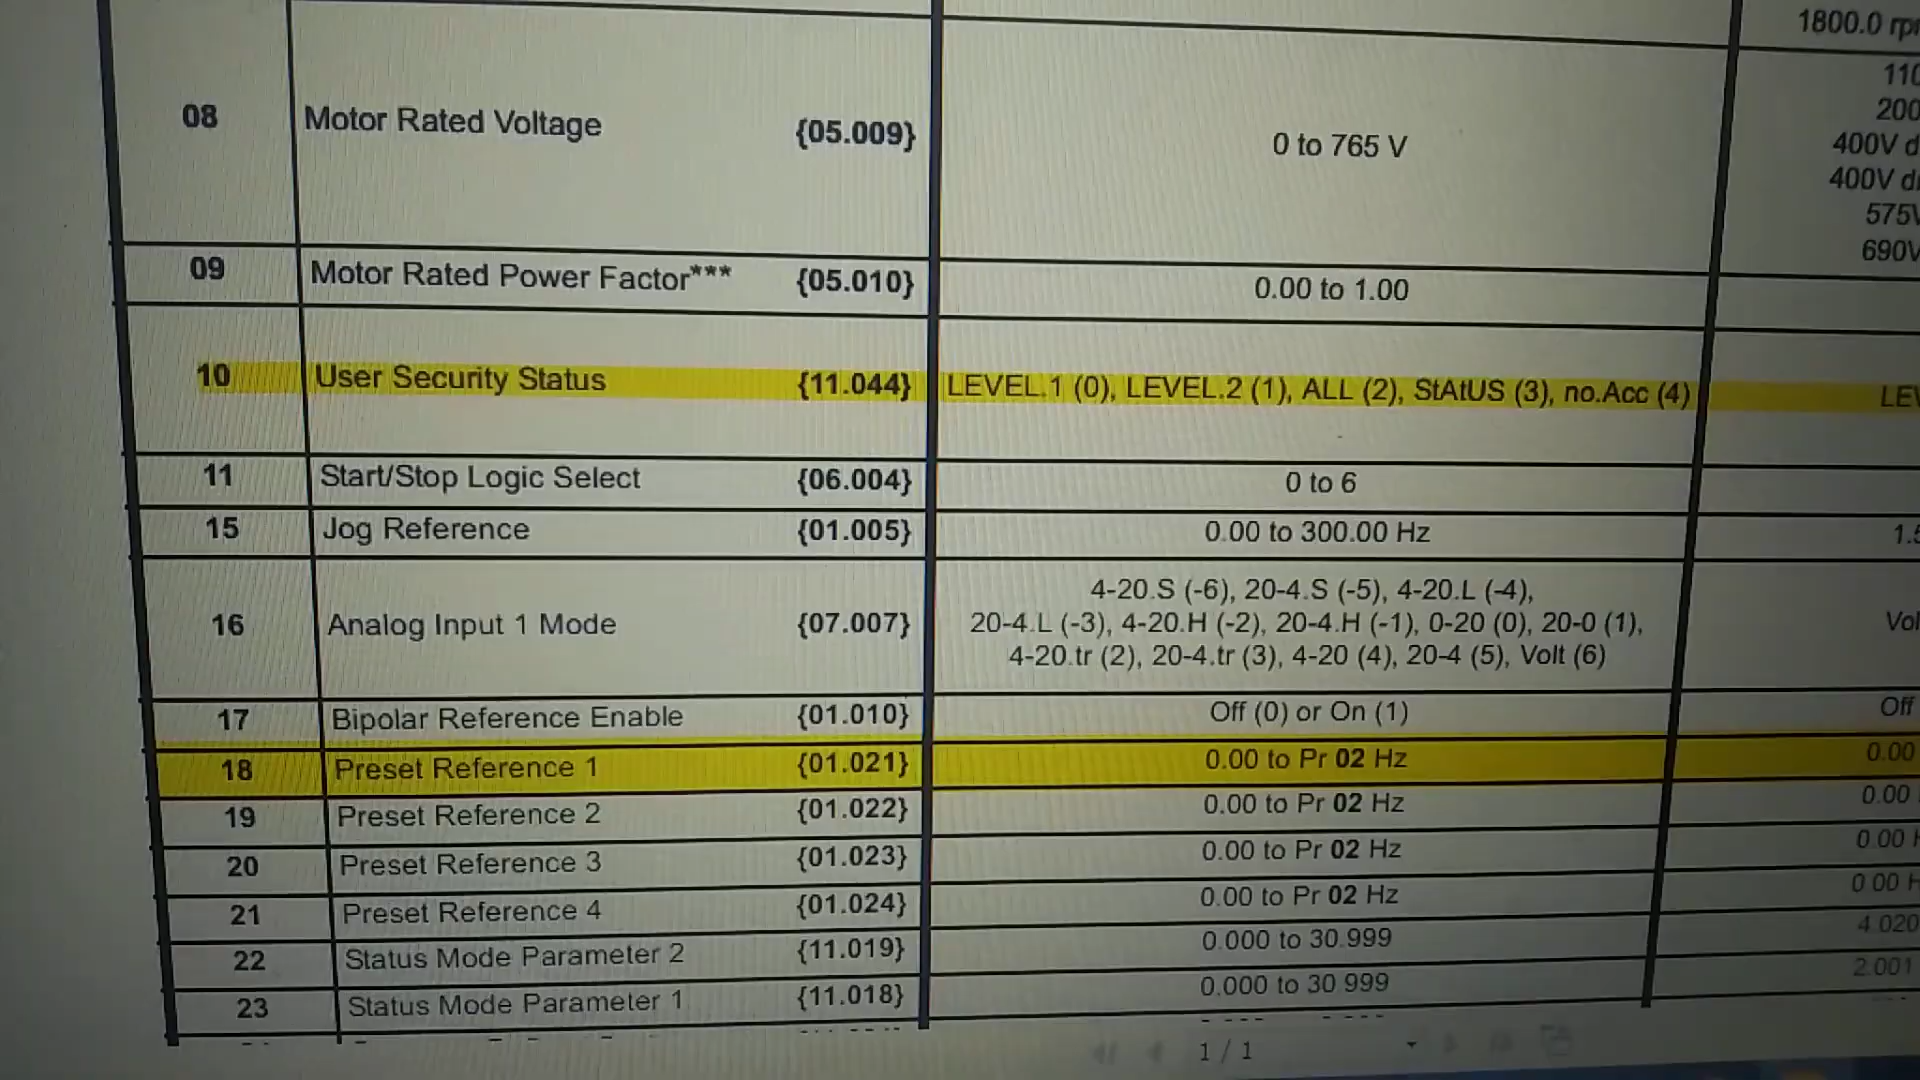 1800.0
08 Motor Rated Voltage {05.009} 0 to 765 V
400V
400V
09 Motor Rated Power Factor*** {05.010} 0.00 to 1.00
10 User Security Status {11.044} LEVEL.1 (0), LEVEL.2 (1), ALL (2), StAtUS (3), no.Acc (4)
11 Start/Stop Logic Select {06.004} 0 to 6
15 Jog Reference {01.005} 0.00 to 300.00 Hz
16 Analog Input 1 Mode {07.007} 4-20.S (-6), 20-4.S (-5), 4-20.L (-4),
20-4.L (-3), 4-20.H (-2), 20-4.H (-1), 0-20 (0), 20-0 (1),
4-20.tr (2), 20-4.tr (3), 4-20 (4), 20-4 (5), Volt (6)
17 Bipolar Reference Enable {01.010} Off (0) or On (1) Off
18 Preset Reference 1 {01.021} 0.00 to Pr 02 Hz 0.00
19 Preset Reference 2 {01.022} 0.00 to Pr 02 Hz 0.00
20 Preset Reference 3 {01.023} 0.00 to Pr 02 Hz 0.00
21 Preset Reference 4 {01.024} 0.00 to Pr 02 Hz 0.00
22 Status Mode Parameter 2 {11.019} 0.000 to 30.999 4.020
23 Status Mode Parameter 1 {11.018} 0.000 to 30.999 2.001
1 / 1